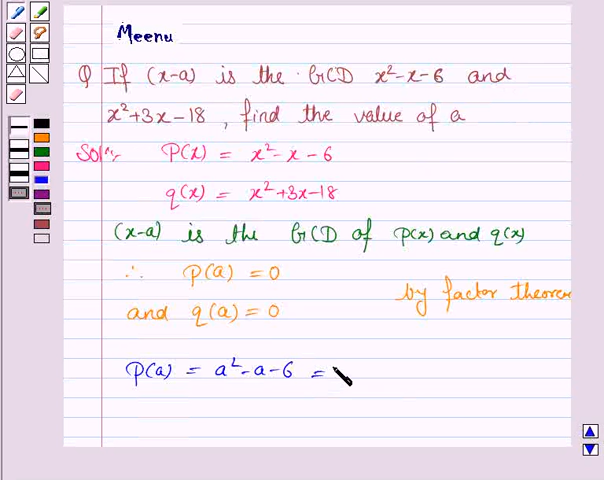 Meenu
Q If (x-a) is the GCD x²-x-6 and
x²+3x-18, find the value of a
Sol:- P(x) = x²-x-6
q(x) = x²+3x-18
(x-a) is the GCD of P(x) and q(x)
∴ P(a) = 0
and q(a) = 0
by factor theorem
P(a) = a²-a-6 =